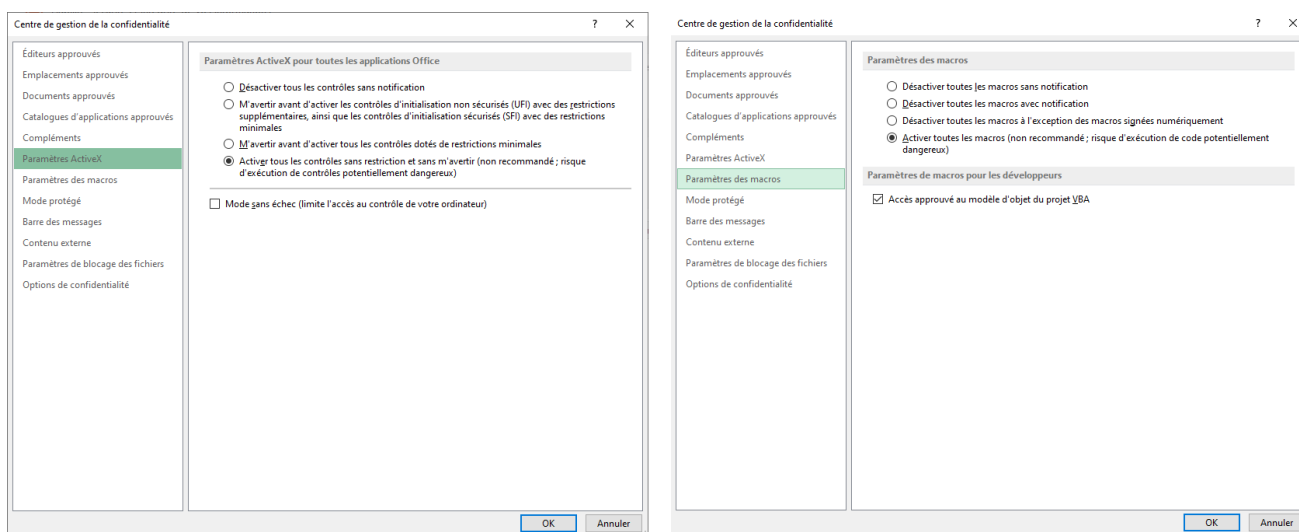 Centre de gestion de la confidentialité
Éditeurs approuvés
Emplacements approuvés
Documents approuvés
Catalogues d'applications approuvés
Compléments
Paramètres ActiveX
Paramètres des macros
Mode protégé
Barre des messages
Contenu externe
Paramètres de blocage des fichiers
Options de confidentialité
Paramètres ActiveX pour toutes les applications Office
Désactiver tous les contrôles sans notification
M'avertir avant d'activer les contrôles d'initialisation non sécurisés (UFI) avec des restrictions
supplémentaires, ainsi que les contrôles d'initialisation sécurisés (SFI) avec des restrictions
minimales
M'avertir avant d'activer tous les contrôles dotés de restrictions minimales
Activer tous les contrôles sans restriction et sans m'avertir (non recommandé ; risque
d'exécution de contrôles potentiellement dangereux)
Mode sans échec (limite l'accès au contrôle de votre ordinateur)
OK
Annuler
Centre de gestion de la confidentialité
Éditeurs approuvés
Emplacements approuvés
Documents approuvés
Catalogues d'applications approuvés
Compléments
Paramètres ActiveX
Paramètres des macros
Mode protégé
Barre des messages
Contenu externe
Paramètres de blocage des fichiers
Options de confidentialité
Paramètres des macros
Désactiver toutes les macros sans notification
Désactiver toutes les macros avec notification
Désactiver toutes les macros à l'exception des macros signées numériquement
Activer toutes les macros (non recommandé ; risque d'exécution de code potentiellement
dangereux)
Paramètres de macros pour les développeurs
Accès approuvé au modèle d'objet du projet VBA
OK
Annuler